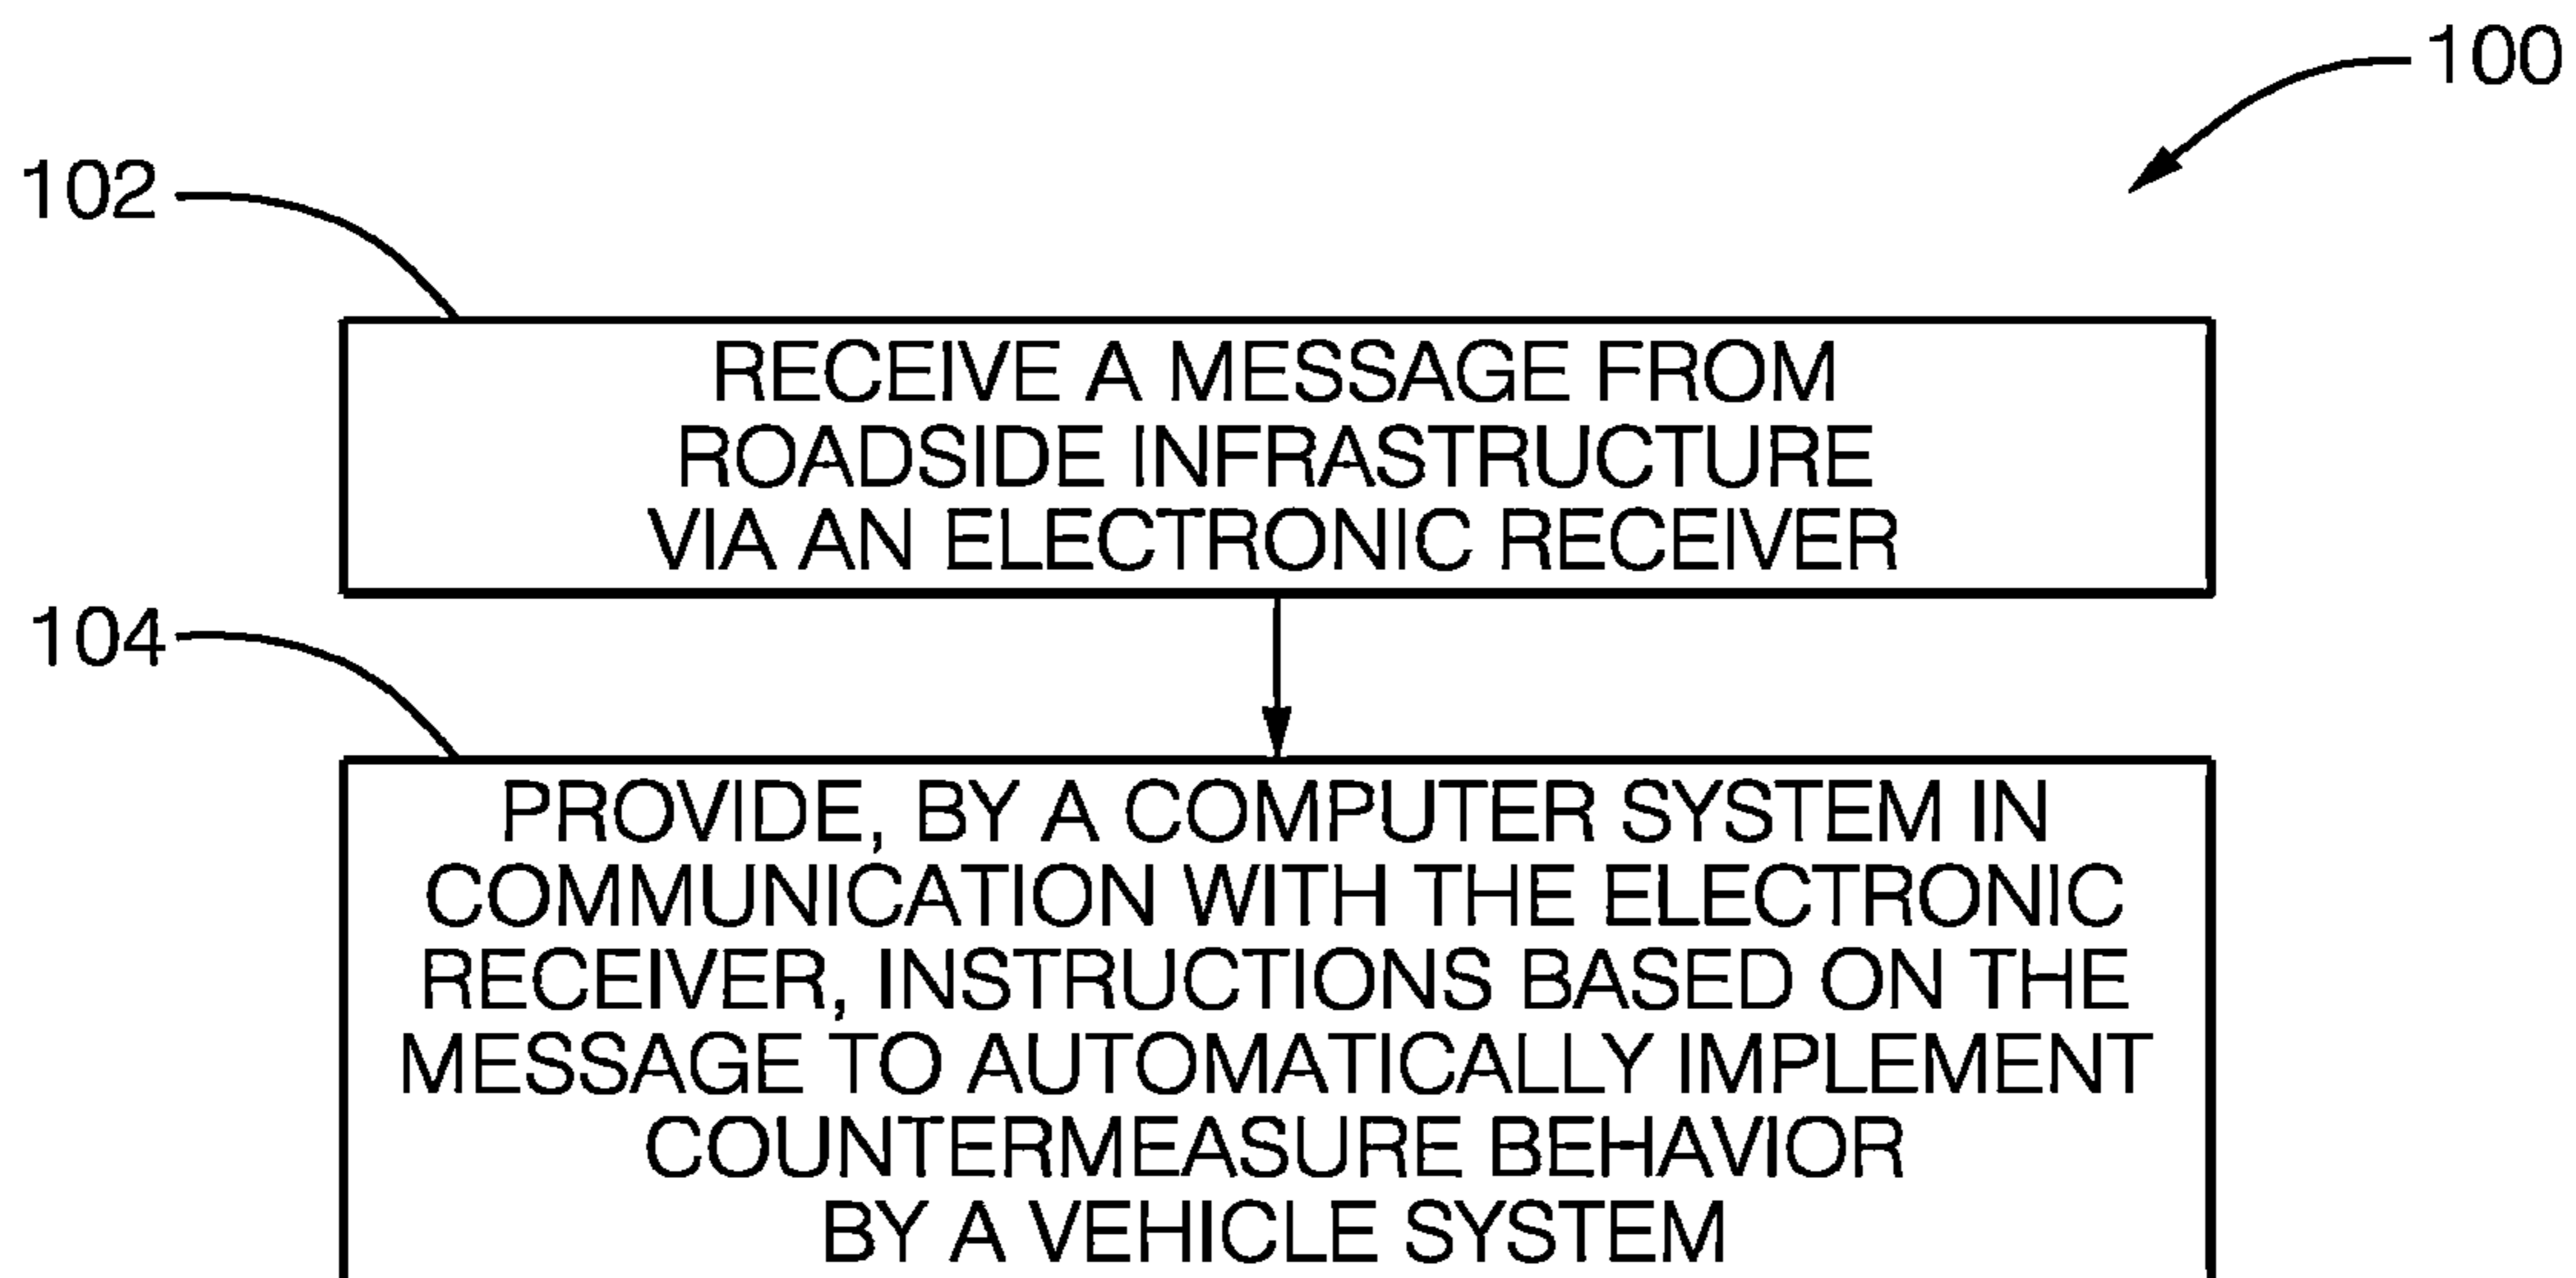 100
102
RECEIVE A MESSAGE FROM
ROADSIDE INFRASTRUCTURE
VIA AN ELECTRONIC RECEIVER
104
PROVIDE, BY A COMPUTER SYSTEM IN
COMMUNICATION WITH THE ELECTRONIC
RECEIVER, INSTRUCTIONS BASED ON THE
MESSAGE TO AUTOMATICALLY IMPLEMENT
COUNTERMEASURE BEHAVIOR
BY A VEHICLE SYSTEM